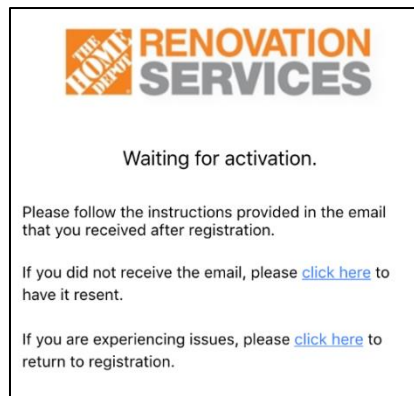 THE
HOME
DEPOT
RENOVATION
SERVICES
Waiting for activation.
Please follow the instructions provided in the email
that you received after registration.
If you did not receive the email, please click here to
have it resent.
If you are experiencing issues, please click here to
return to registration.